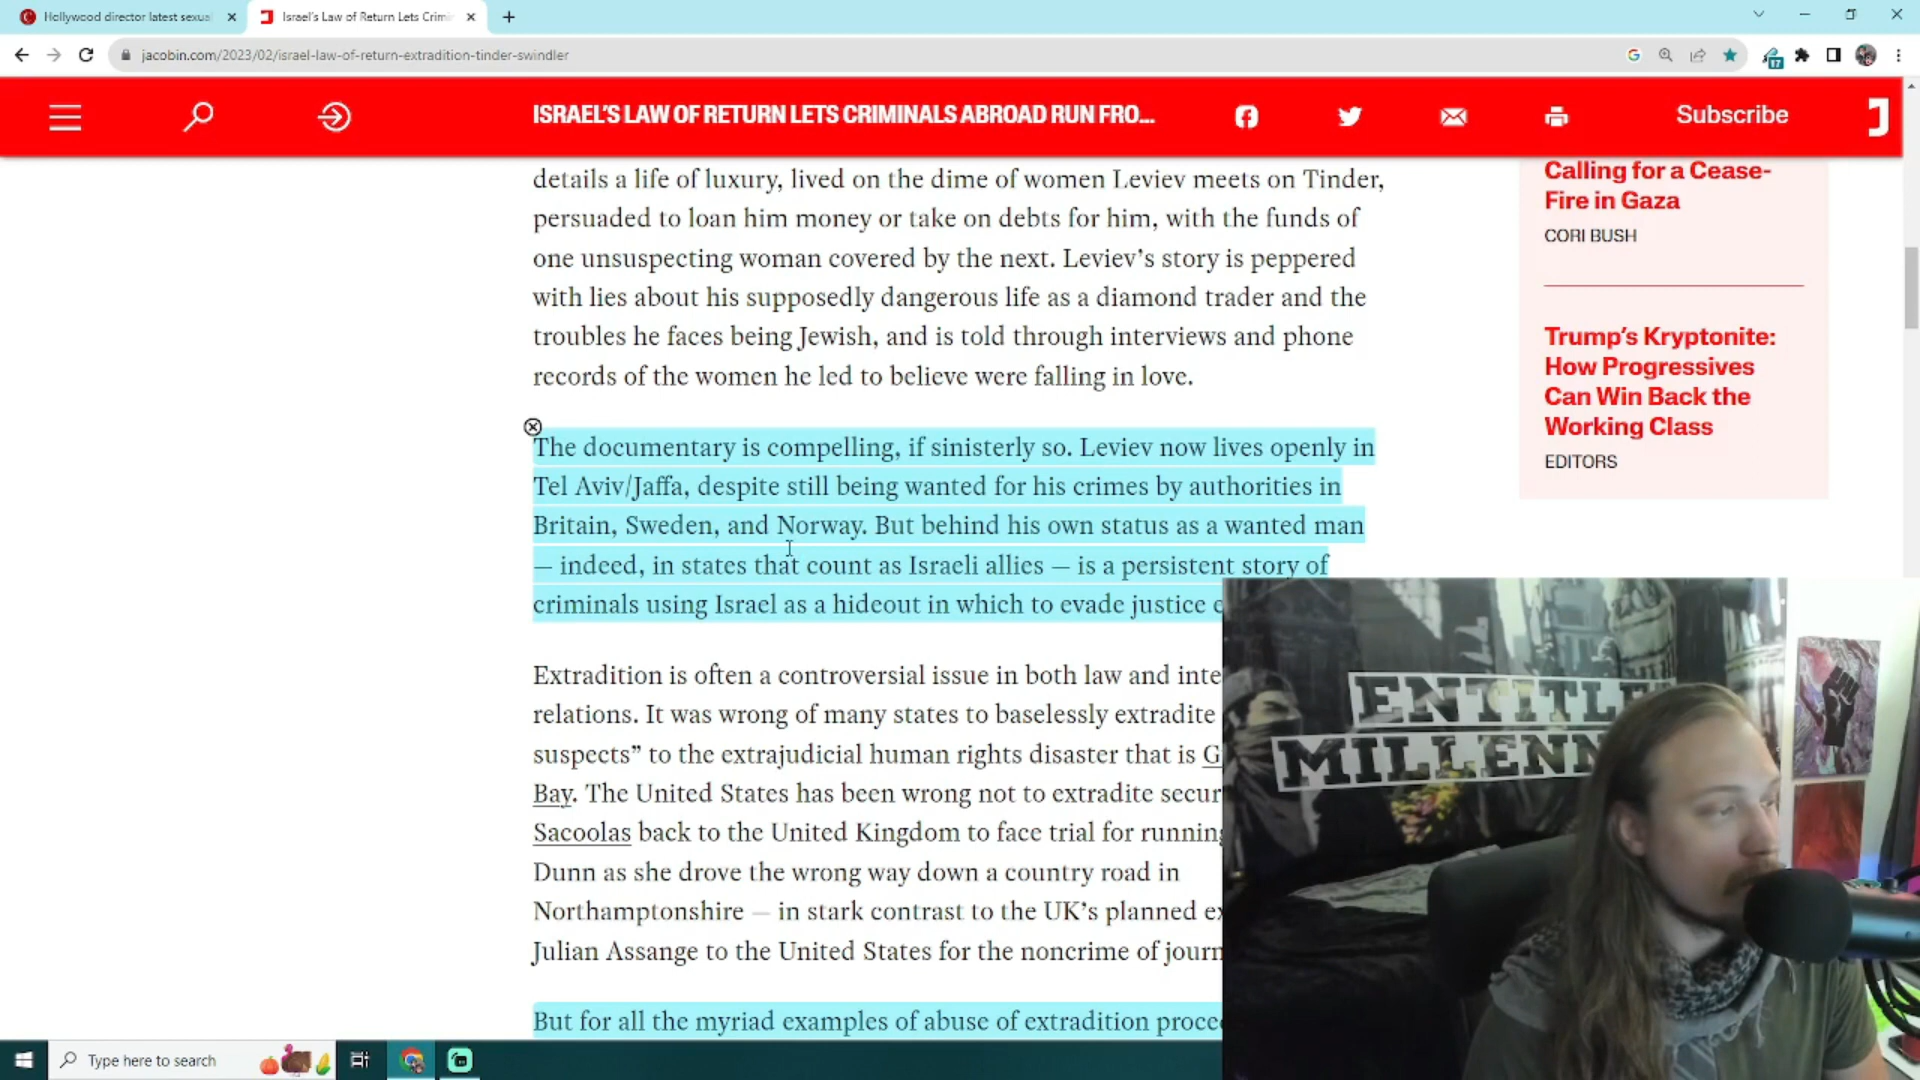 Hollywood director latest sexua
Israel's Law of Return Lets Crimi
jacobin.com/2023/02/israel-law-of-return-extradition-tinder-swindler
17
ISRAEL'S LAW OF RETURN LETS CRIMINALS ABROAD RUN FRO...
Subscribe
details a life of luxury, lived on the dime of women Leviev meets on Tinder,
persuaded to loan him money or take on debts for him, with the funds of
one unsuspecting woman covered by the next. Leviev's story is peppered
with lies about his supposedly dangerous life as a diamond trader and the
troubles he faces being Jewish, and is told through interviews and phone
records of the women he led to believe were falling in love.
The documentary is compelling, if sinisterly so. Leviev now lives openly in
Tel Aviv/Jaffa, despite still being wanted for his crimes by authorities in
Britain, Sweden, and Norway. But behind his own status as a wanted man
— indeed, in states that count as Israeli allies — is a persistent story of
criminals using Israel as a hideout in which to evade justice
Extradition is often a controversial issue in both law and inte
relations. It was wrong of many states to baselessly extradite
suspects” to the extrajudicial human rights disaster that is G
Bay. The United States has been wrong not to extradite secur
Sacoolas back to the United Kingdom to face trial for running
Dunn as she drove the wrong way down a country road in
Northamptonshire — in stark contrast to the UK's planned ex
Julian Assange to the United States for the noncrime of journ
But for all the myriad examples of abuse of extradition proce
Calling for a Cease-
Fire in Gaza
CORI BUSH
Trump's Kryptonite:
How Progressives
Can Win Back the
Working Class
EDITORS
ENTITLE
MILLENN
Type here to search